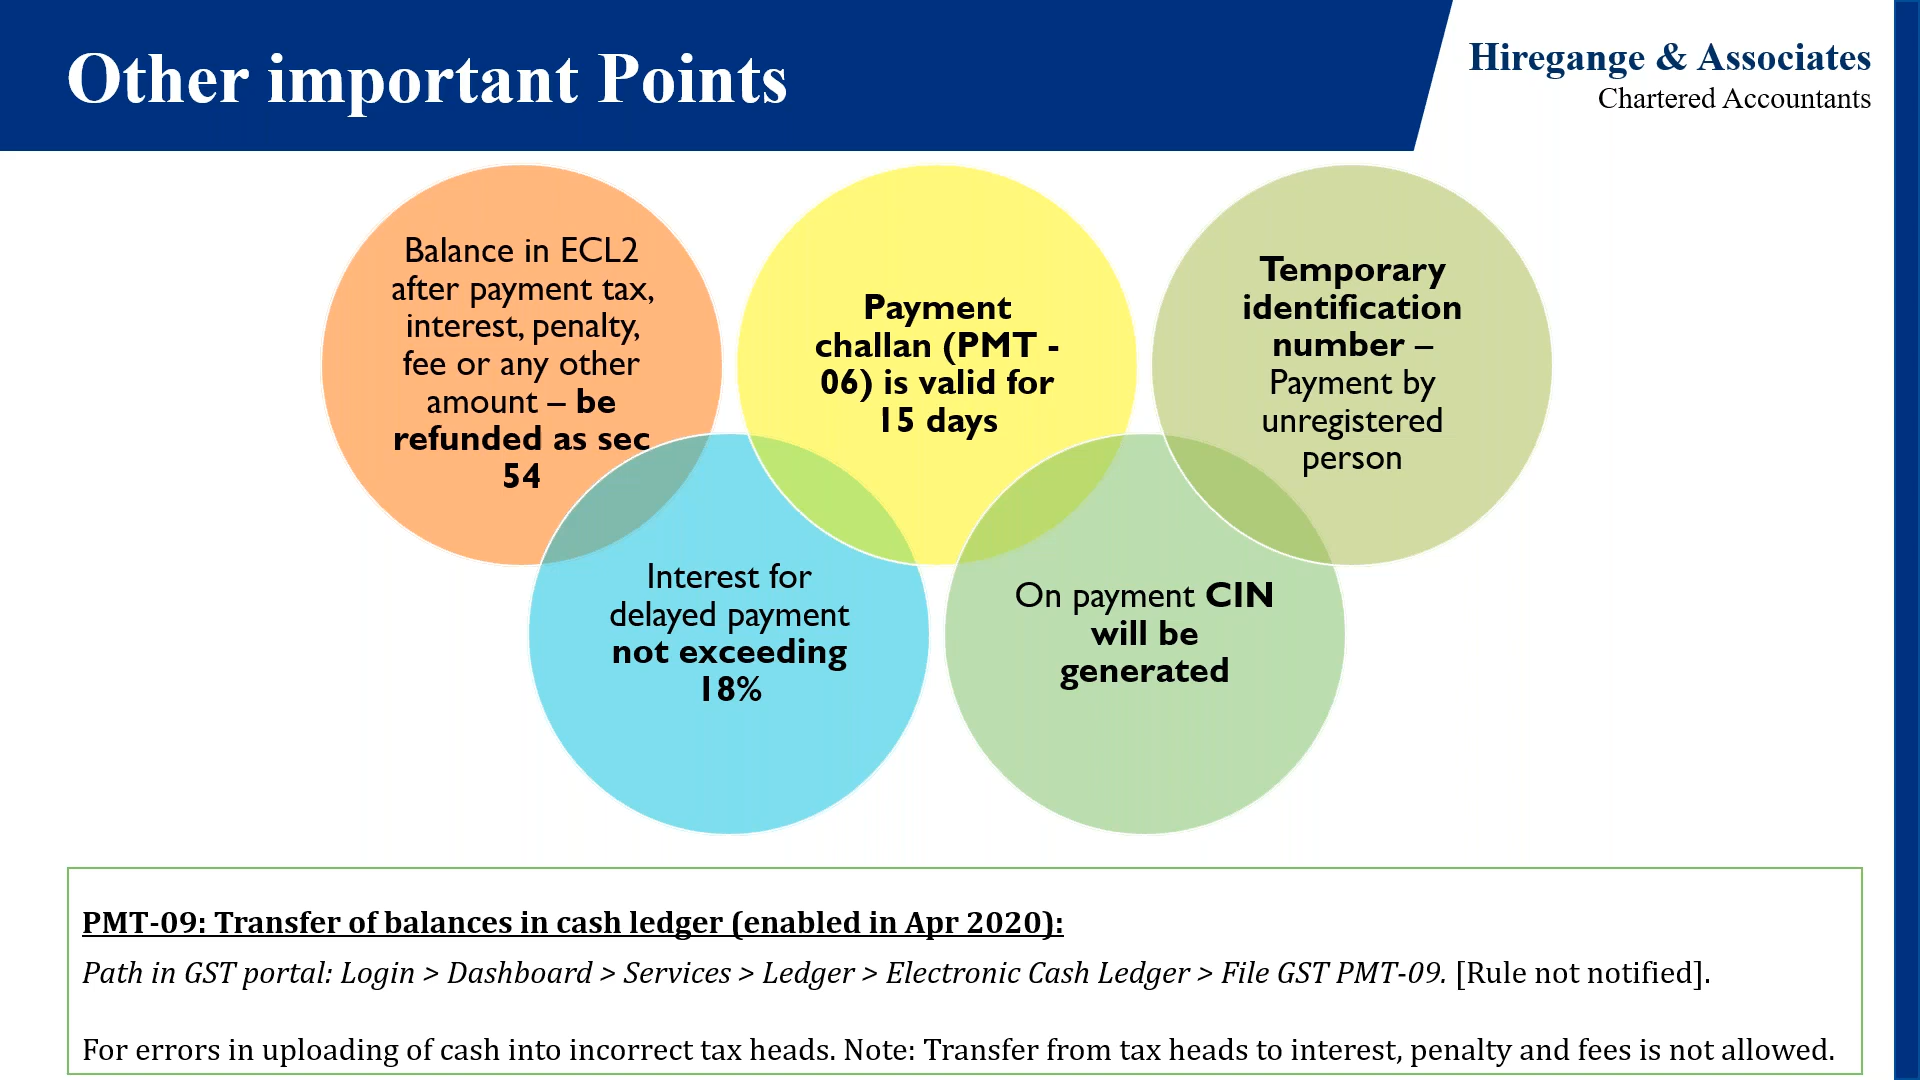 Other important Points
Hiregange & Associates
Chartered Accountants
Balance in ECL2
after payment tax,
interest, penalty,
fee or any other
amount – be
refunded as sec
54
Payment
challan (PMT -
06) is valid for
15 days
Temporary
identification
number –
Payment by
unregistered
person
Interest for
delayed payment
not exceeding
18%
On payment CIN
will be
generated
PMT-09: Transfer of balances in cash ledger (enabled in Apr 2020):
Path in GST portal: Login > Dashboard > Services > Ledger > Electronic Cash Ledger > File GST PMT-09. [Rule not notified].
For errors in uploading of cash into incorrect tax heads. Note: Transfer from tax heads to interest, penalty and fees is not allowed.